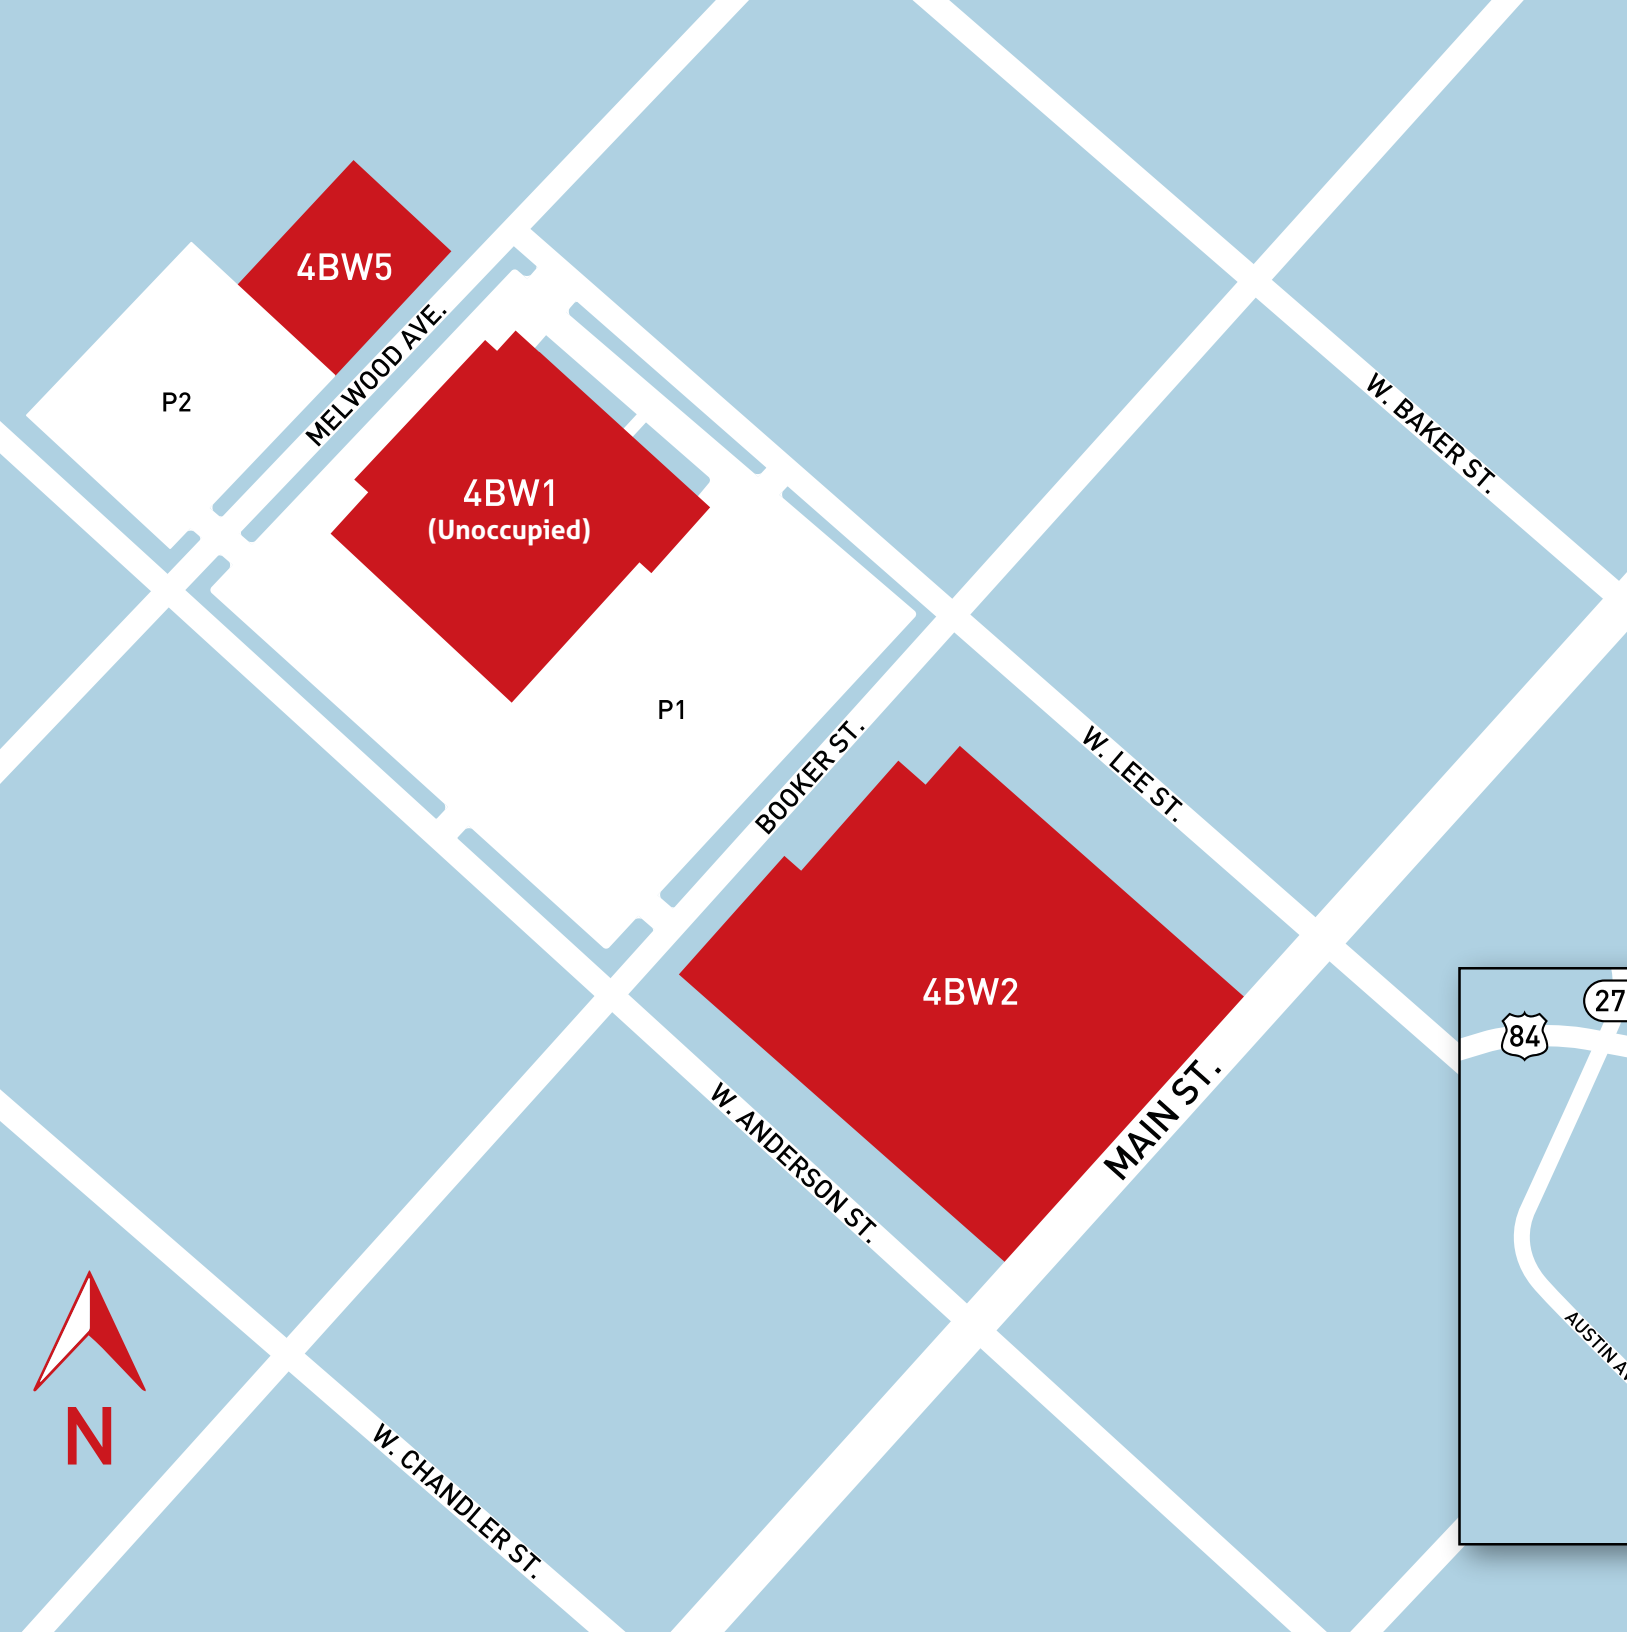 4BW5
MELWOOD AVE.
P2
W. BAKER ST.
4BW1
(Unoccupied)
P1
BOOKER ST.
W. LEE ST.
4BW2
27
84
MAIN ST.
W. ANDERSON ST.
AUSTIN
N
W. CHANDLER ST.